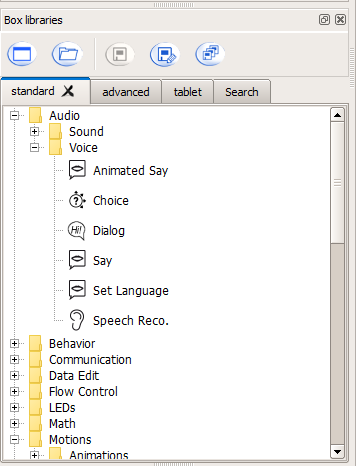 Box libraries
standard advanced tablet Search
Audio
Sound
Voice
Animated Say
Choice
Hi! Dialog
Say
Set Language
Speech Reco.
Behavior
Communication
Data Edit
Flow Control
LEDs
Math
Motions
Animations